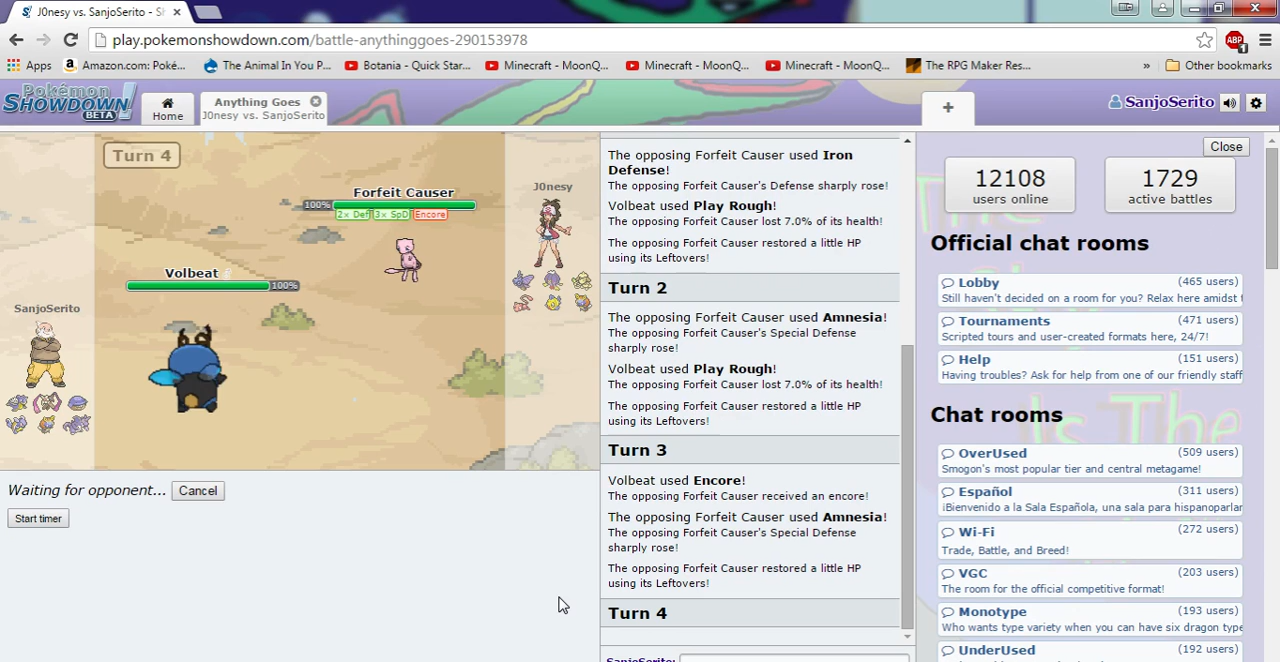 J0nesy vs. SanjoSerito - Sh
play.pokemonshowdown.com/battle-anythinggoes-290153978
ABP
1
Apps
Amazon.com: Poké...
The Animal In You P...
Botania - Quick Star...
Minecraft - MoonQ...
Minecraft - MoonQ...
Minecraft - MoonQ...
The RPG Maker Res...
»
Other bookmarks
Pokémon
SHOWDOWN!
BETA
Home
Anything Goes
J0nesy vs. SanjoSerito
+
SanjoSerito
Turn 4
Forfeit Causer
100%
2x Def 3x SpD Encore
J0nesy
Volbeat
100%
SanjoSerito
Waiting for opponent... Cancel
Start timer
The opposing Forfeit Causer used Iron
Defense!
The opposing Forfeit Causer's Defense sharply rose!
Volbeat used Play Rough!
The opposing Forfeit Causer lost 7.0% of its health!
The opposing Forfeit Causer restored a little HP
using its Leftovers!
Turn 2
The opposing Forfeit Causer used Amnesia!
The opposing Forfeit Causer's Special Defense
sharply rose!
Volbeat used Play Rough!
The opposing Forfeit Causer lost 7.0% of its health!
The opposing Forfeit Causer restored a little HP
using its Leftovers!
Turn 3
Volbeat used Encore!
The opposing Forfeit Causer received an encore!
The opposing Forfeit Causer used Amnesia!
The opposing Forfeit Causer's Special Defense
sharply rose!
The opposing Forfeit Causer restored a little HP
using its Leftovers!
Turn 4
SanjoSerito:
Close
12108
users online
1729
active battles
Official chat rooms
Lobby (465 users)
Still haven't decided on a room for you? Relax here amidst t
Tournaments (471 users)
Scripted tours and user-created formats here, 24/7!
Help (151 users)
Having troubles? Ask for help from one of our friendly staff
Chat rooms
OverUsed (509 users)
Smogon's most popular tier and central metagame!
Español (311 users)
¡Bienvenido a la Sala Española, una sala para hispanoparlan
Wi-Fi (272 users)
Trade, Battle, and Breed!
VGC (203 users)
The room for the official competitive format!
Monotype (193 users)
Who wants type variety when you can have six dragon type
UnderUsed (192 users)